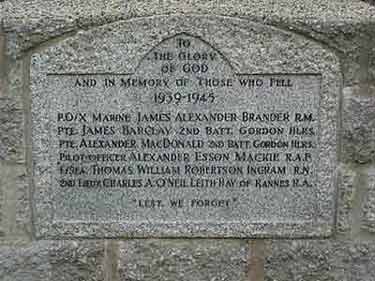 TO
THE GLORY
OF GOD
AND IN MEMORY OF THOSE WHO FELL
1939-1945
PO/X MARINE JAMES ALEXANDER BRANDER R.M.
PTE. JAMES BARCLAY 2ND BATT. GORDON HLRS.
PTE. ALEXANDER MACDONALD 2ND BATT. GORDON HLRS.
PILOT OFFICER ALEXANDER ESSON MACKIE R.A.F.
THOMAS WILLIAM ROBERTSON INGRAM R.N.
2ND LIEUT. CHARLES A. O'NEIL LEITH HAY OF RANNES R.A.
"LEST WE FORGET"